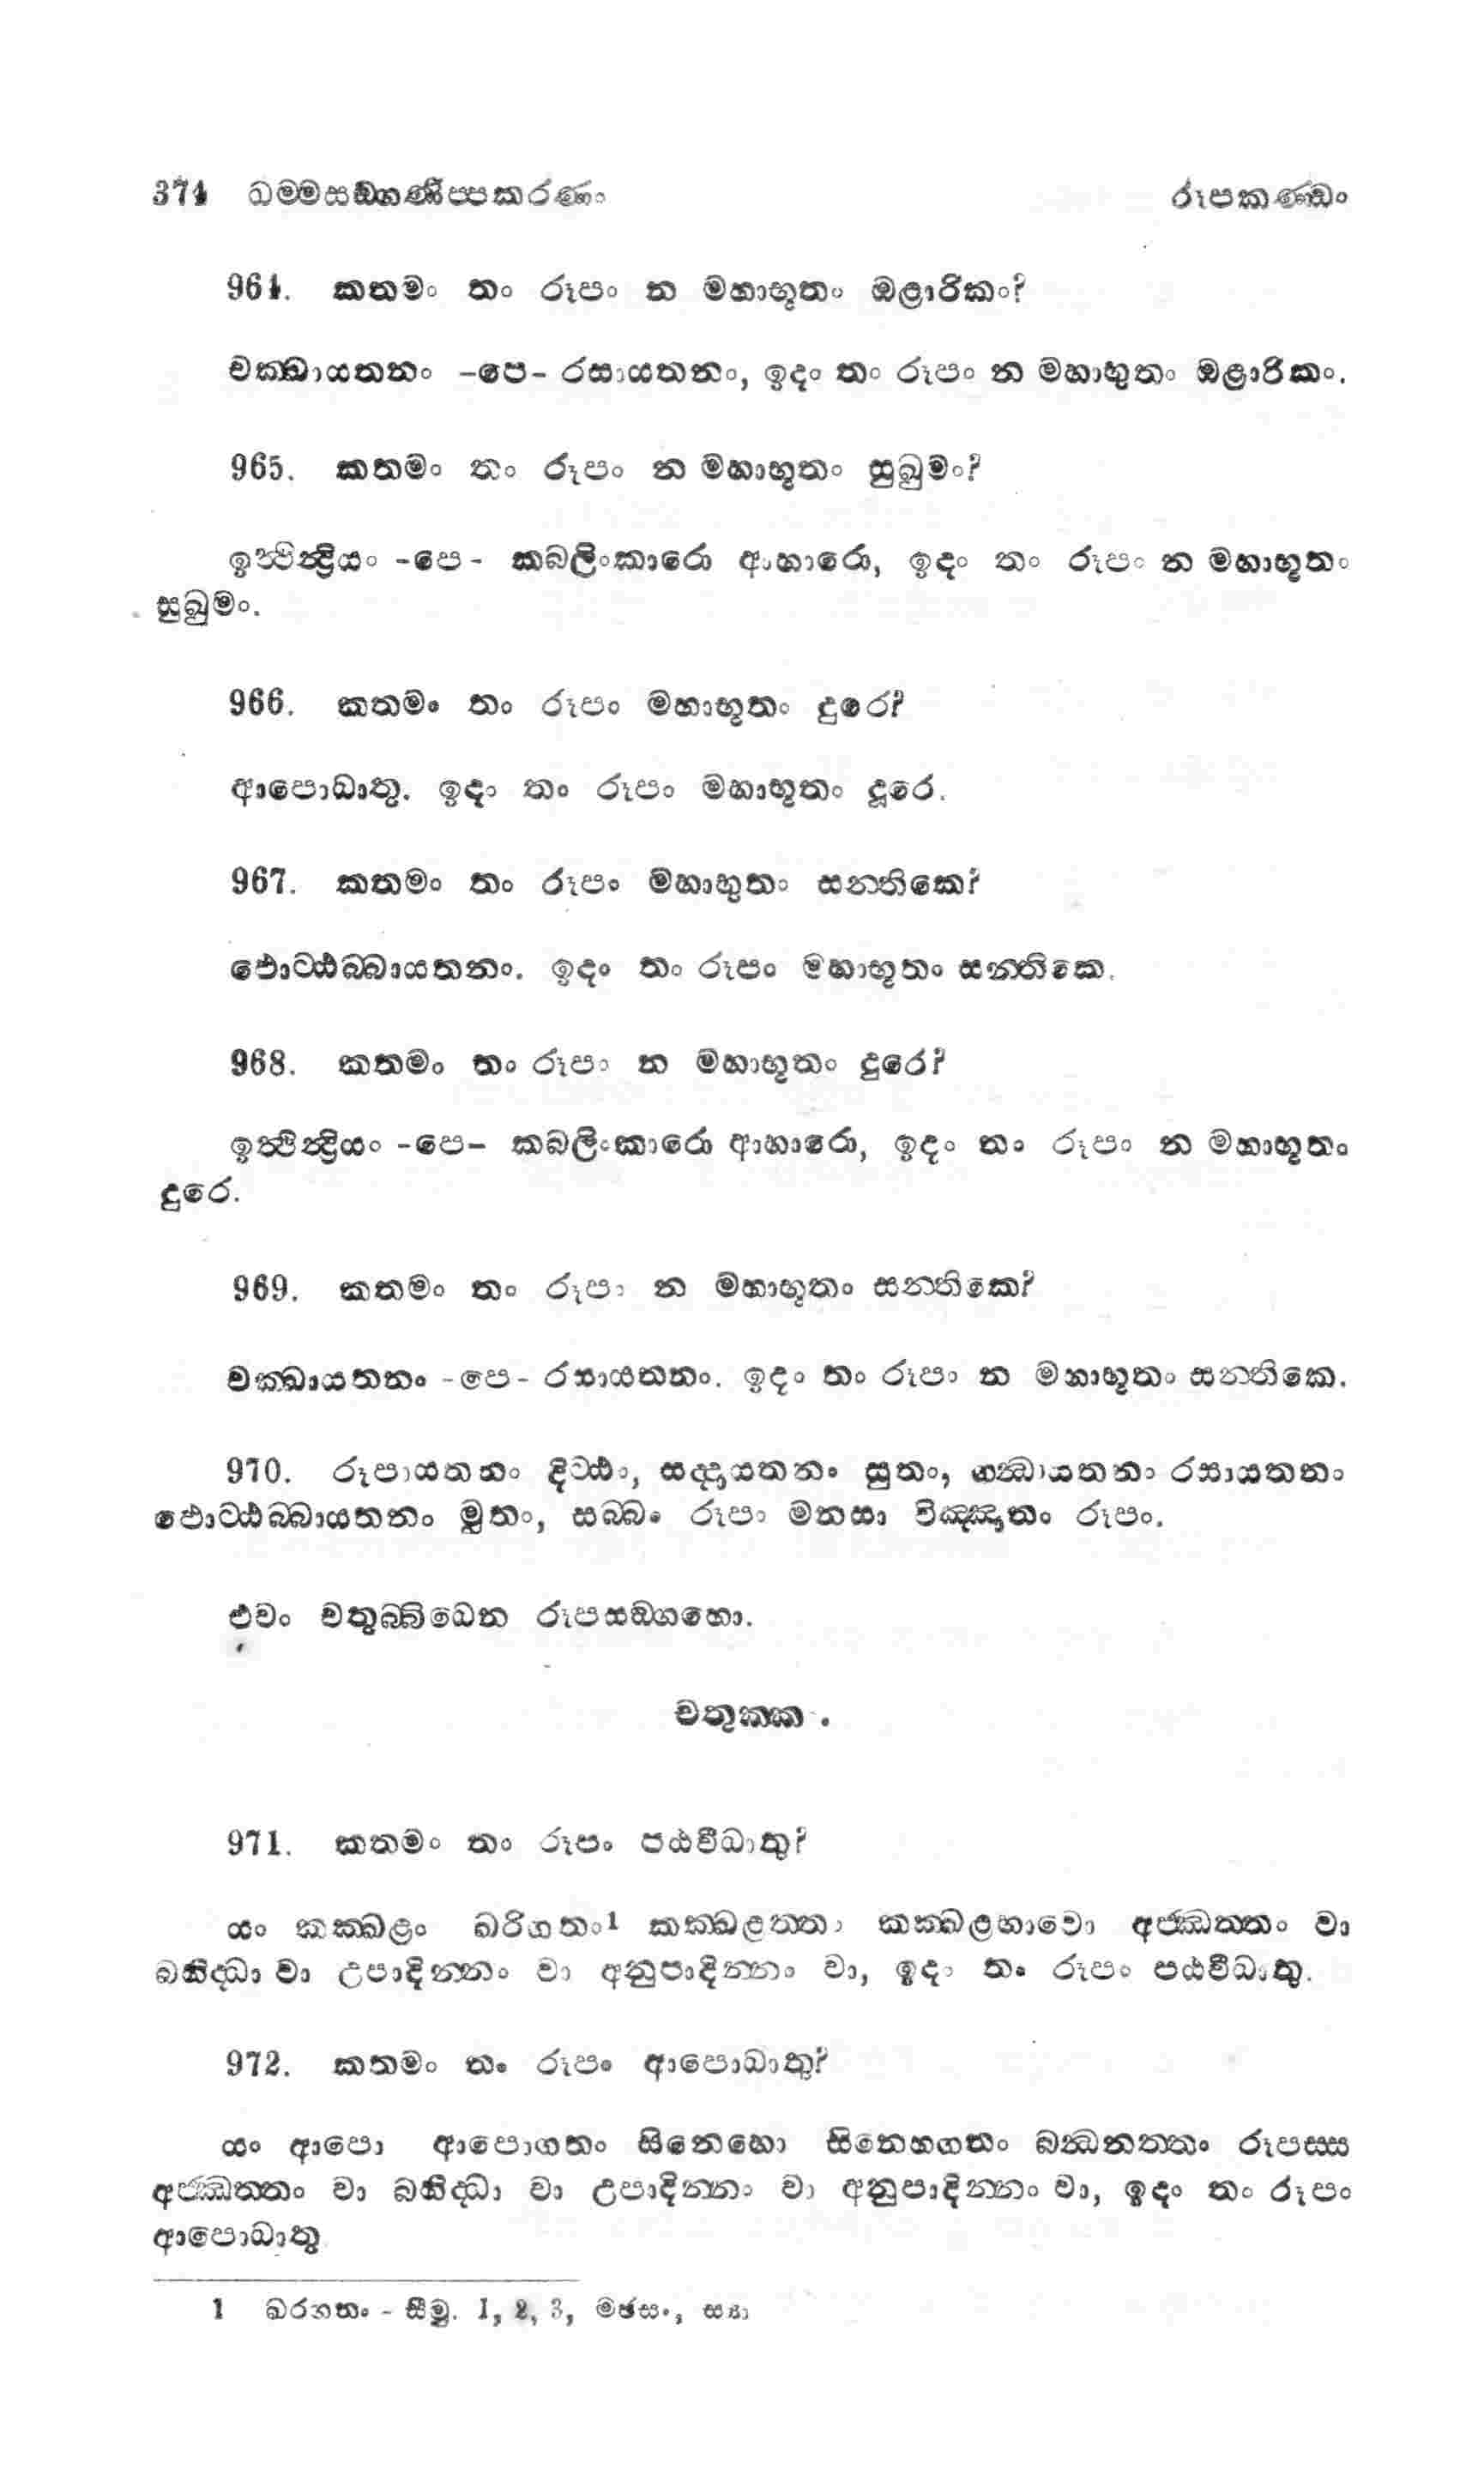 374 ධම්මසඞ්ගණිප්පකරණං රූපකණ්ඩං
964. කතමං තං රූපං න මහාභූතං ඔළාරිකං?
චක්ඛායතනං -පෙ- රසායතනං, ඉදං තං රූපං න මහාභූතං ඔළාරිකං.
965. කතමං තං රූපං න මහාභූතං සුඛුමං?
ඉත්ථින්ද්‍රියං -පෙ- කබලිංකාරො ආහාරො, ඉදං තං රූපං න මහාභූතං
සුඛුමං.
966. කතමං තං රූපං මහාභූතං දුරෙ?
ආපොධාතු. ඉදං තං රූපං මහාභූතං දූරෙ.
967. කතමං තං රූපං මහාභූතං සන්තිකෙ?
ඵොට්ඨබ්බායතනං. ඉදං තං රූපං මහාභූතං සන්තිකෙ.
968. කතමං තං රූපං න මහාභූතං දුරෙ?
ඉත්ථින්ද්‍රියං -පෙ- කබලිංකාරො ආහාරො, ඉදං තං රූපං න මහාභූතං
දුරෙ.
969. කතමං තං රූපං න මහාභූතං සන්තිකෙ?
චක්ඛායතනං -පෙ- රසායතනං. ඉදං තං රූපං න මහාභූතං සන්තිකෙ.
970. රූපායතනං දිට්ඨං, සද්දායතනං සුතං, ගන්ධායතනං රසායතනං
ඵොට්ඨබ්බායතනං මුතං, සබ්බං රූපං මනසා විඤ්ඤාතං රූපං.
එවං චතුබ්බිධෙන රූපසඞ්ගහො.
චතුක්කං.
971. කතමං තං රූපං පඨවීධාතු?
යං කක්ඛළං ඛරිගතං1 කක්ඛළත්තං කක්ඛළභාවො අජ්ඣත්තං වා
බහිද්ධා වා උපාදින්නං වා අනුපාදින්නං වා, ඉදං තං රූපං පඨවීධාතු.
972. කතමං තං රූපං ආපොධාතු?
යං ආපො ආපොගතං සිනෙහො සිනෙහගතං බන්ධනත්තං රූපස්ස
අජ්ඣත්තං වා බහිද්ධා වා උපාදින්නං වා අනුපාදින්නං වා, ඉදං තං රූපං
ආපොධාතු
1 ඛරගතං - සීමු. I, 2, 3, මඡසං, ස්‍යා